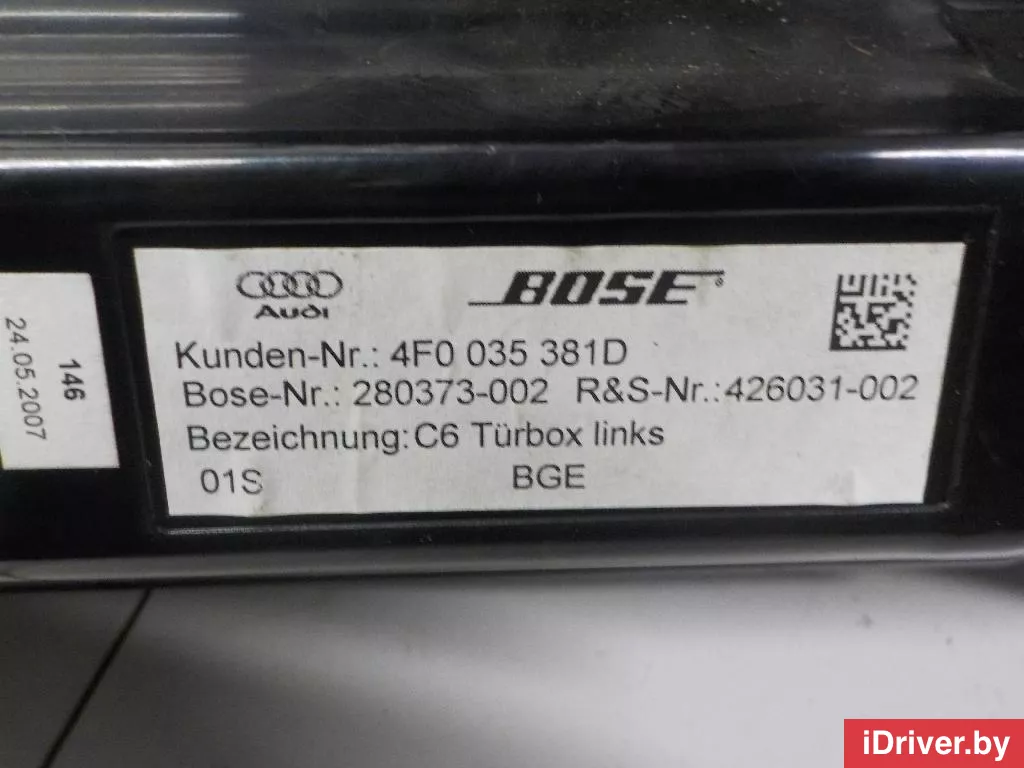 AUDI
BOSE®
Kunden-Nr.: 4F0 035 381D
Bose-Nr.: 280373-002 R&S-Nr.:426031-002
Bezeichnung: C6 Türbox links
01S BGE
146
24.05.2007
iDriver.by